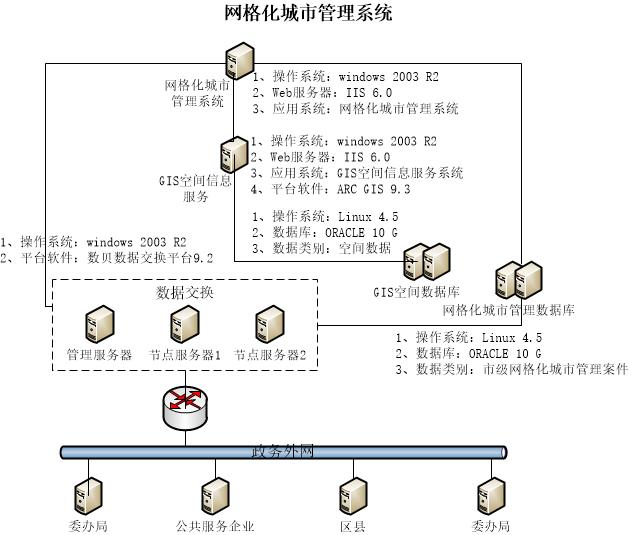 网格化城市管理系统
网格化城市
管理系统
1、操作系统：windows 2003 R2
2、Web服务器：IIS 6.0
3、应用系统：网格化城市管理系统
GIS空间信息
服务
1、操作系统：windows 2003 R2
2、Web服务器：IIS 6.0
3、应用系统：GIS空间信息服务系统
4、平台软件：ARC GIS 9.3
1、操作系统：Linux 4.5
2、数据库：ORACLE 10 G
3、数据类别：空间数据
1、操作系统：windows 2003 R2
2、平台软件：数贝数据交换平台9.2
GIS空间数据库
网格化城市管理数据库
数据交换
管理服务器
节点服务器1
节点服务器2
1、操作系统：Linux 4.5
2、数据库：ORACLE 10 G
3、数据类别：市级网格化城市管理案件
政务外网
委办局
公共服务企业
区县
委办局